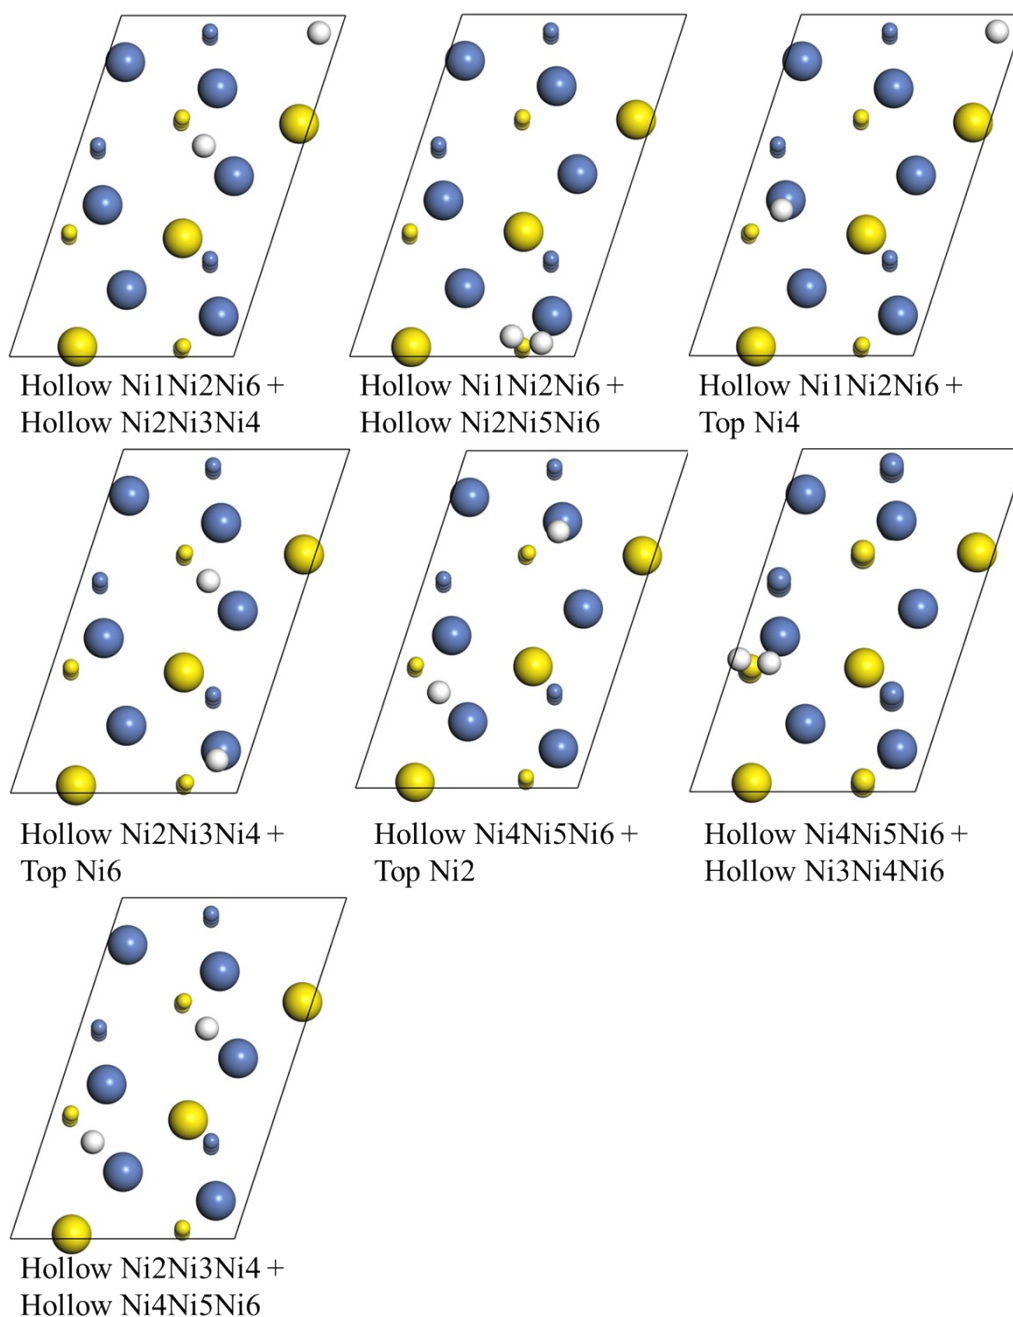 Hollow Ni1Ni2Ni6 +
Hollow Ni2Ni3Ni4
Hollow Ni1Ni2Ni6 +
Hollow Ni2Ni5Ni6
Hollow Ni1Ni2Ni6 +
Top Ni4
Hollow Ni2Ni3Ni4 +
Top Ni6
Hollow Ni4Ni5Ni6 +
Top Ni2
Hollow Ni4Ni5Ni6 +
Hollow Ni3Ni4Ni6
Hollow Ni2Ni3Ni4 +
Hollow Ni4Ni5Ni6